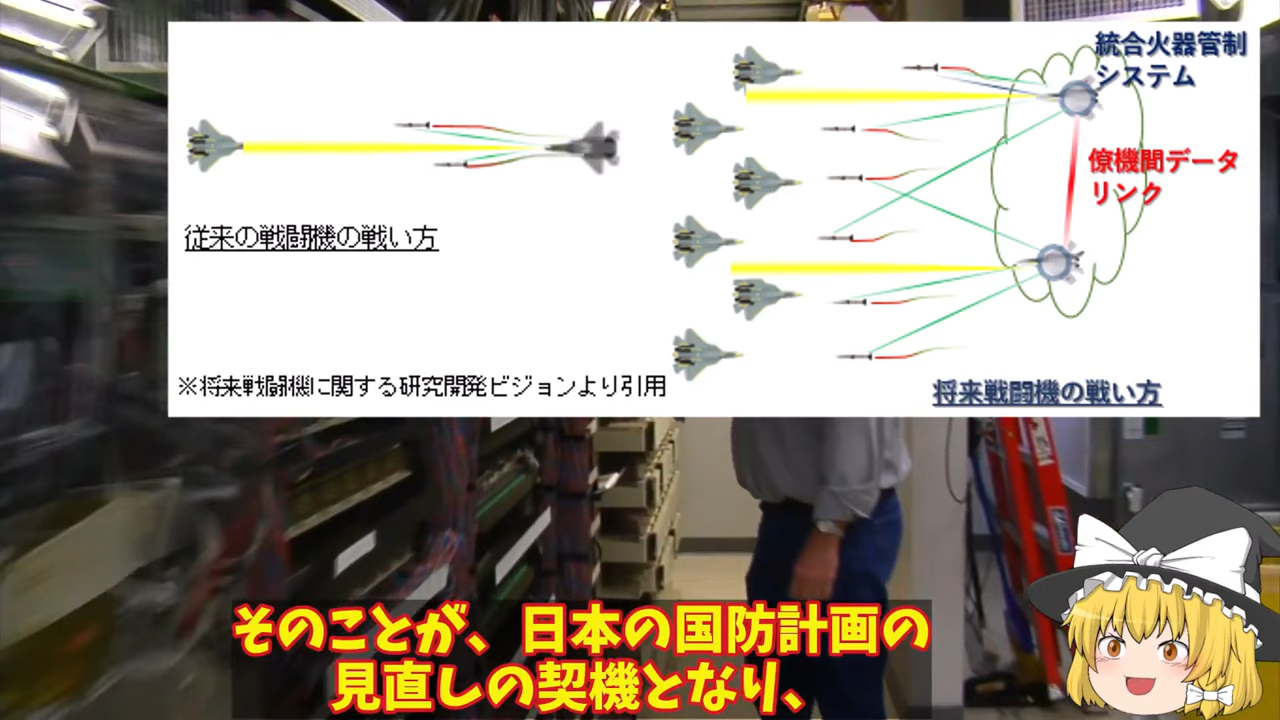 統合火器管制
システム
僚機間データ
リンク
従来の戦闘機の戦い方
※将来戦闘機に関する研究開発ビジョンより引用
将来戦闘機の戦い方
そのことが、日本の国防計画の
見直しの契機となり、